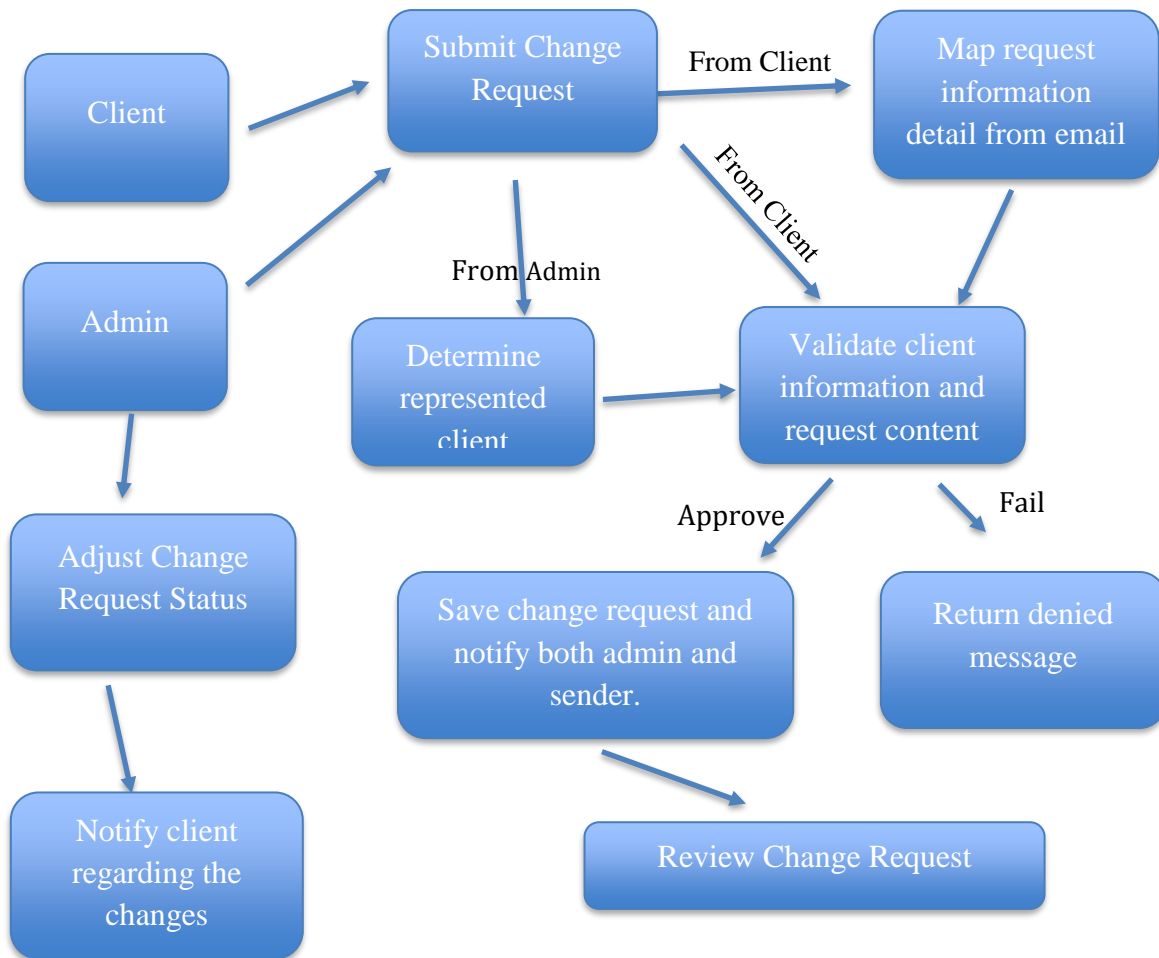 Client
Submit Change
Request
From Client
Map request
information
detail from email
From Client
Admin
From Admin
Determine
represented
client
Validate client
information and
request content
Approve
Fail
Adjust Change
Request Status
Save change request and
notify both admin and
sender.
Return denied
message
Notify client
regarding the
changes
Review Change Request